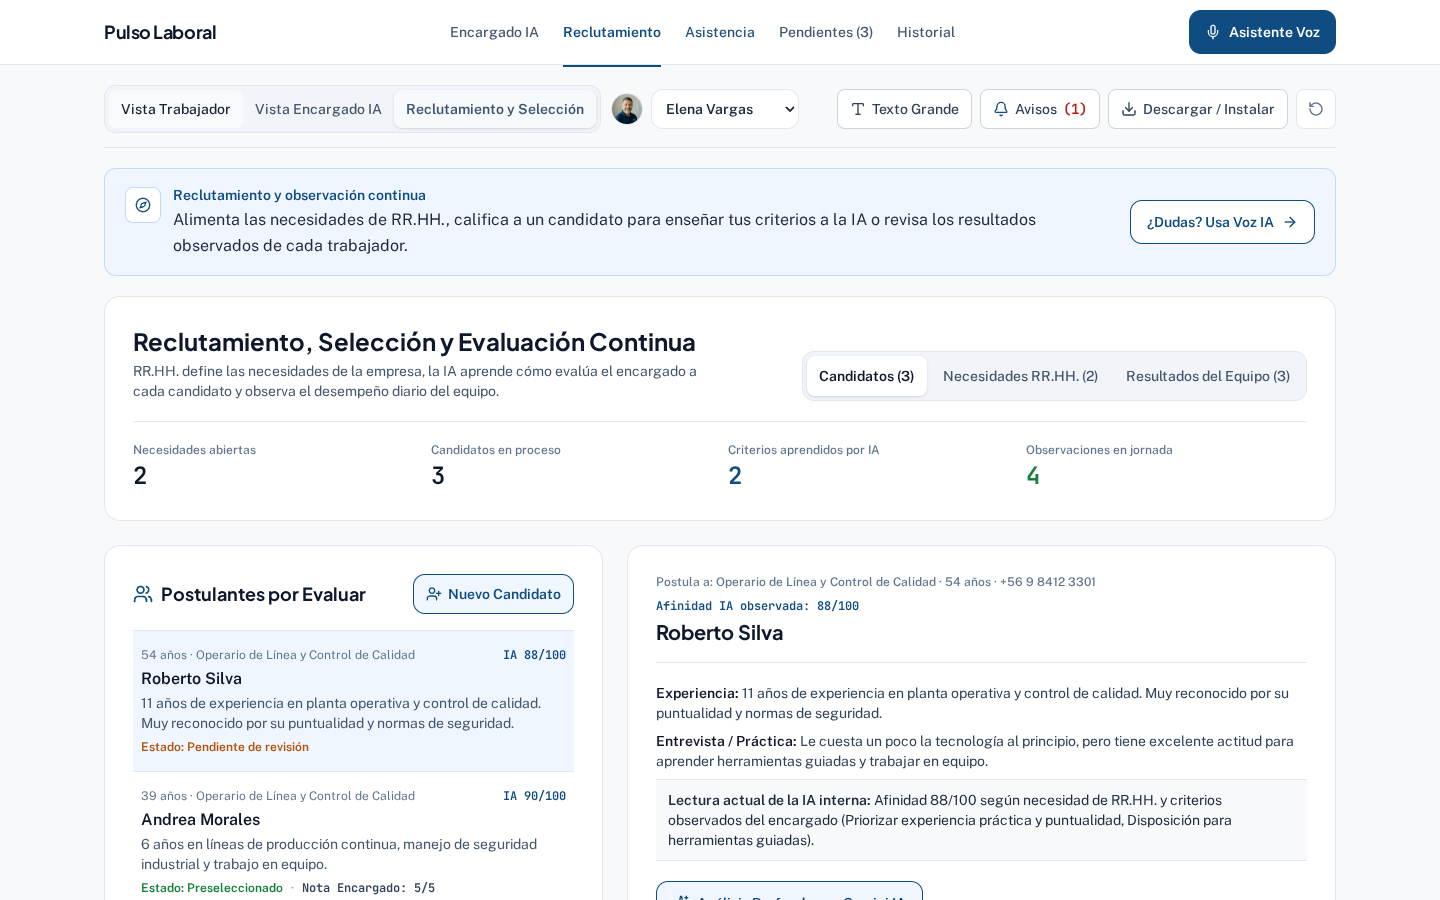 Pulso Laboral
Encargado IA
Reclutamiento
Asistencia
Pendientes (3)
Historial
Asistente Voz
Vista Trabajador
Vista Encargado IA
Reclutamiento y Selección
Elena Vargas
Texto Grande
Avisos (1)
Descargar / Instalar
Reclutamiento y observación continua
Alimenta las necesidades de RR.HH., califica a un candidato para enseñar tus criterios a la IA o revisa los resultados
observados de cada trabajador.
¿Dudas? Usa Voz IA
Reclutamiento, Selección y Evaluación Continua
RR.HH. define las necesidades de la empresa, la IA aprende cómo evalúa el encargado a
cada candidato y observa el desempeño diario del equipo.
Candidatos (3)
Necesidades RR.HH. (2)
Resultados del Equipo (3)
Necesidades abiertas
2
Candidatos en proceso
3
Criterios aprendidos por IA
2
Observaciones en jornada
4
Postulantes por Evaluar
Nuevo Candidato
54 años · Operario de Línea y Control de Calidad
IA 88/100
Roberto Silva
11 años de experiencia en planta operativa y control de calidad.
Muy reconocido por su puntualidad y normas de seguridad.
Estado: Pendiente de revisión
39 años · Operario de Línea y Control de Calidad
IA 90/100
Andrea Morales
6 años en líneas de producción continua, manejo de seguridad
industrial y trabajo en equipo.
Estado: Preseleccionado · Nota Encargado: 5/5
Postula a: Operario de Línea y Control de Calidad · 54 años · +56 9 8412 3301
Afinidad IA observada: 88/100
Roberto Silva
Experiencia: 11 años de experiencia en planta operativa y control de calidad. Muy reconocido por su
puntualidad y normas de seguridad.
Entrevista / Práctica: Le cuesta un poco la tecnología al principio, pero tiene excelente actitud para
aprender herramientas guiadas y trabajar en equipo.
Lectura actual de la IA interna: Afinidad 88/100 según necesidad de RR.HH. y criterios
observados del encargado (Priorizar experiencia práctica y puntualidad, Disposición para
herramientas guiadas).